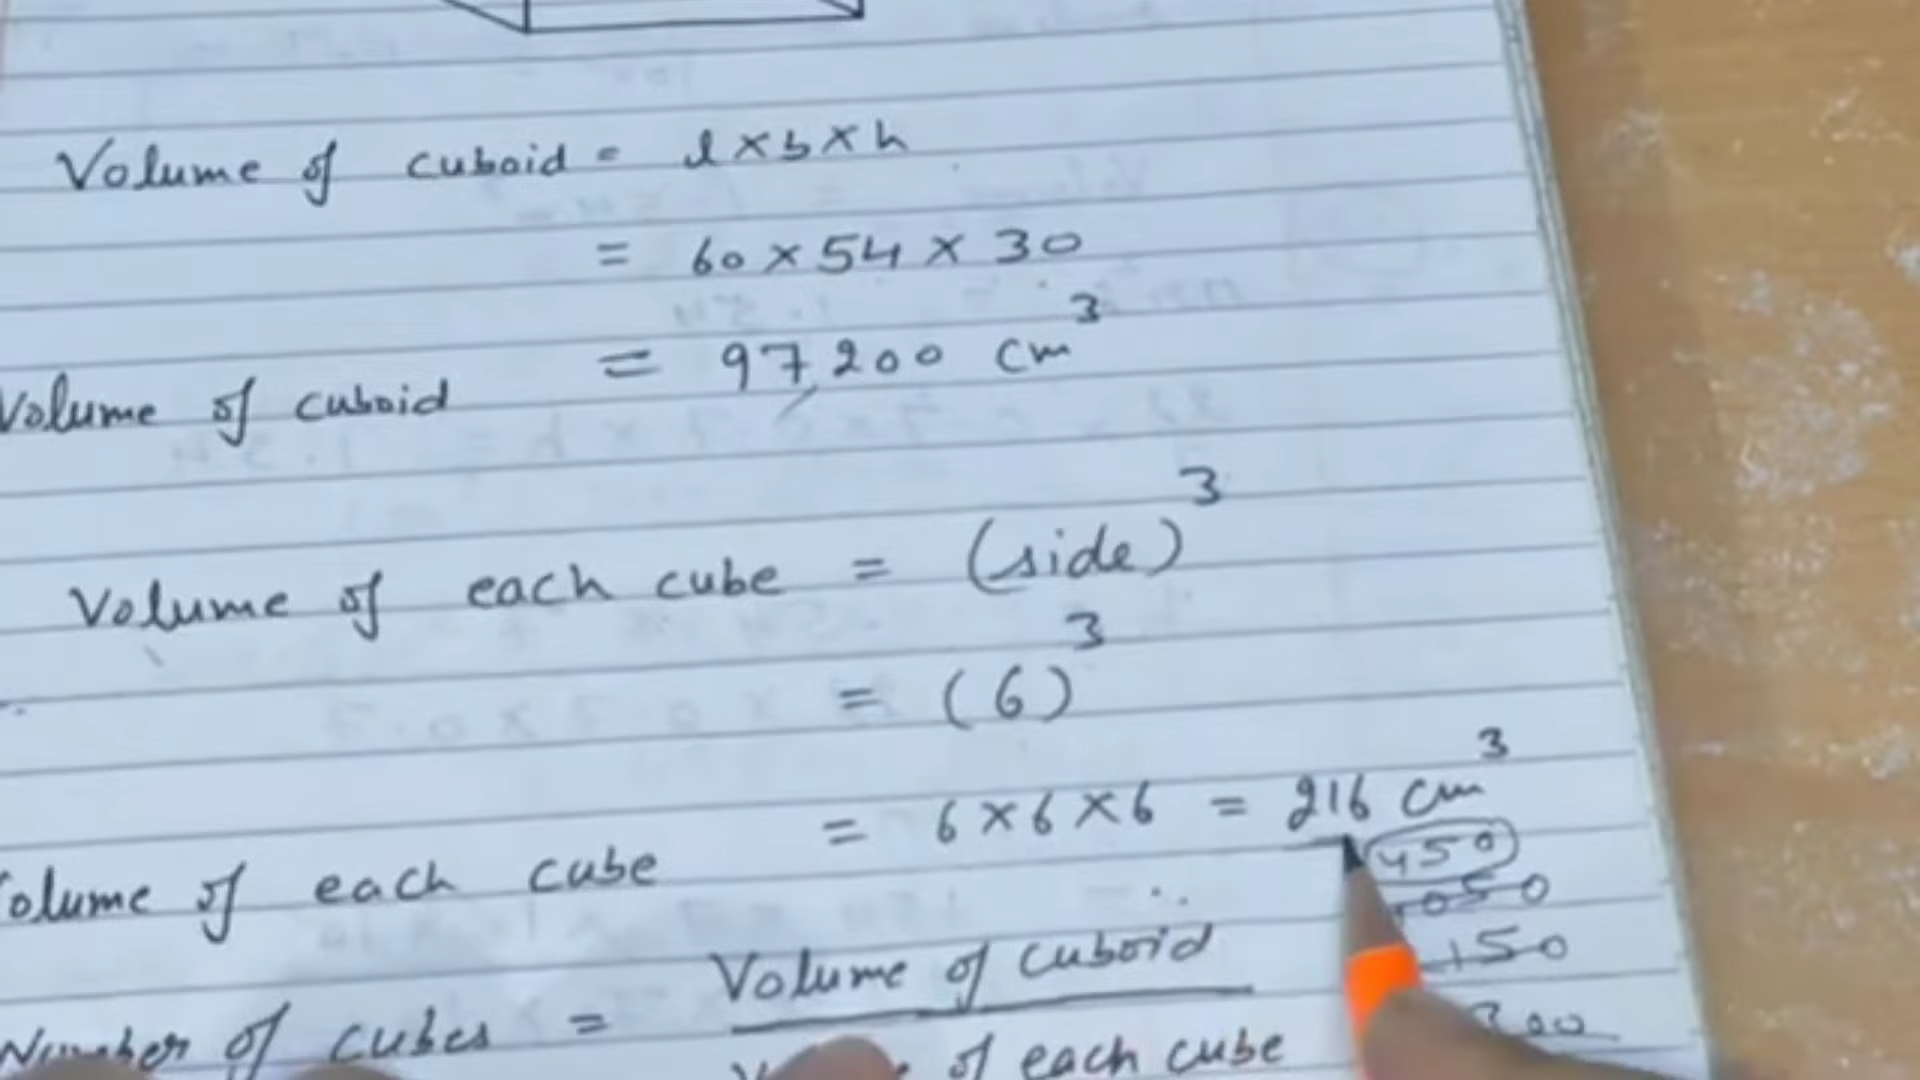 Volume of cuboid = l×b×h
= 60×54×30
Volume of cuboid = 97,200 cm³
Volume of each cube = (side)³
= (6)³
Volume of each cube = 6×6×6 = 216 cm³
450
150
Number of cubes = Volume of cuboid
of each cube